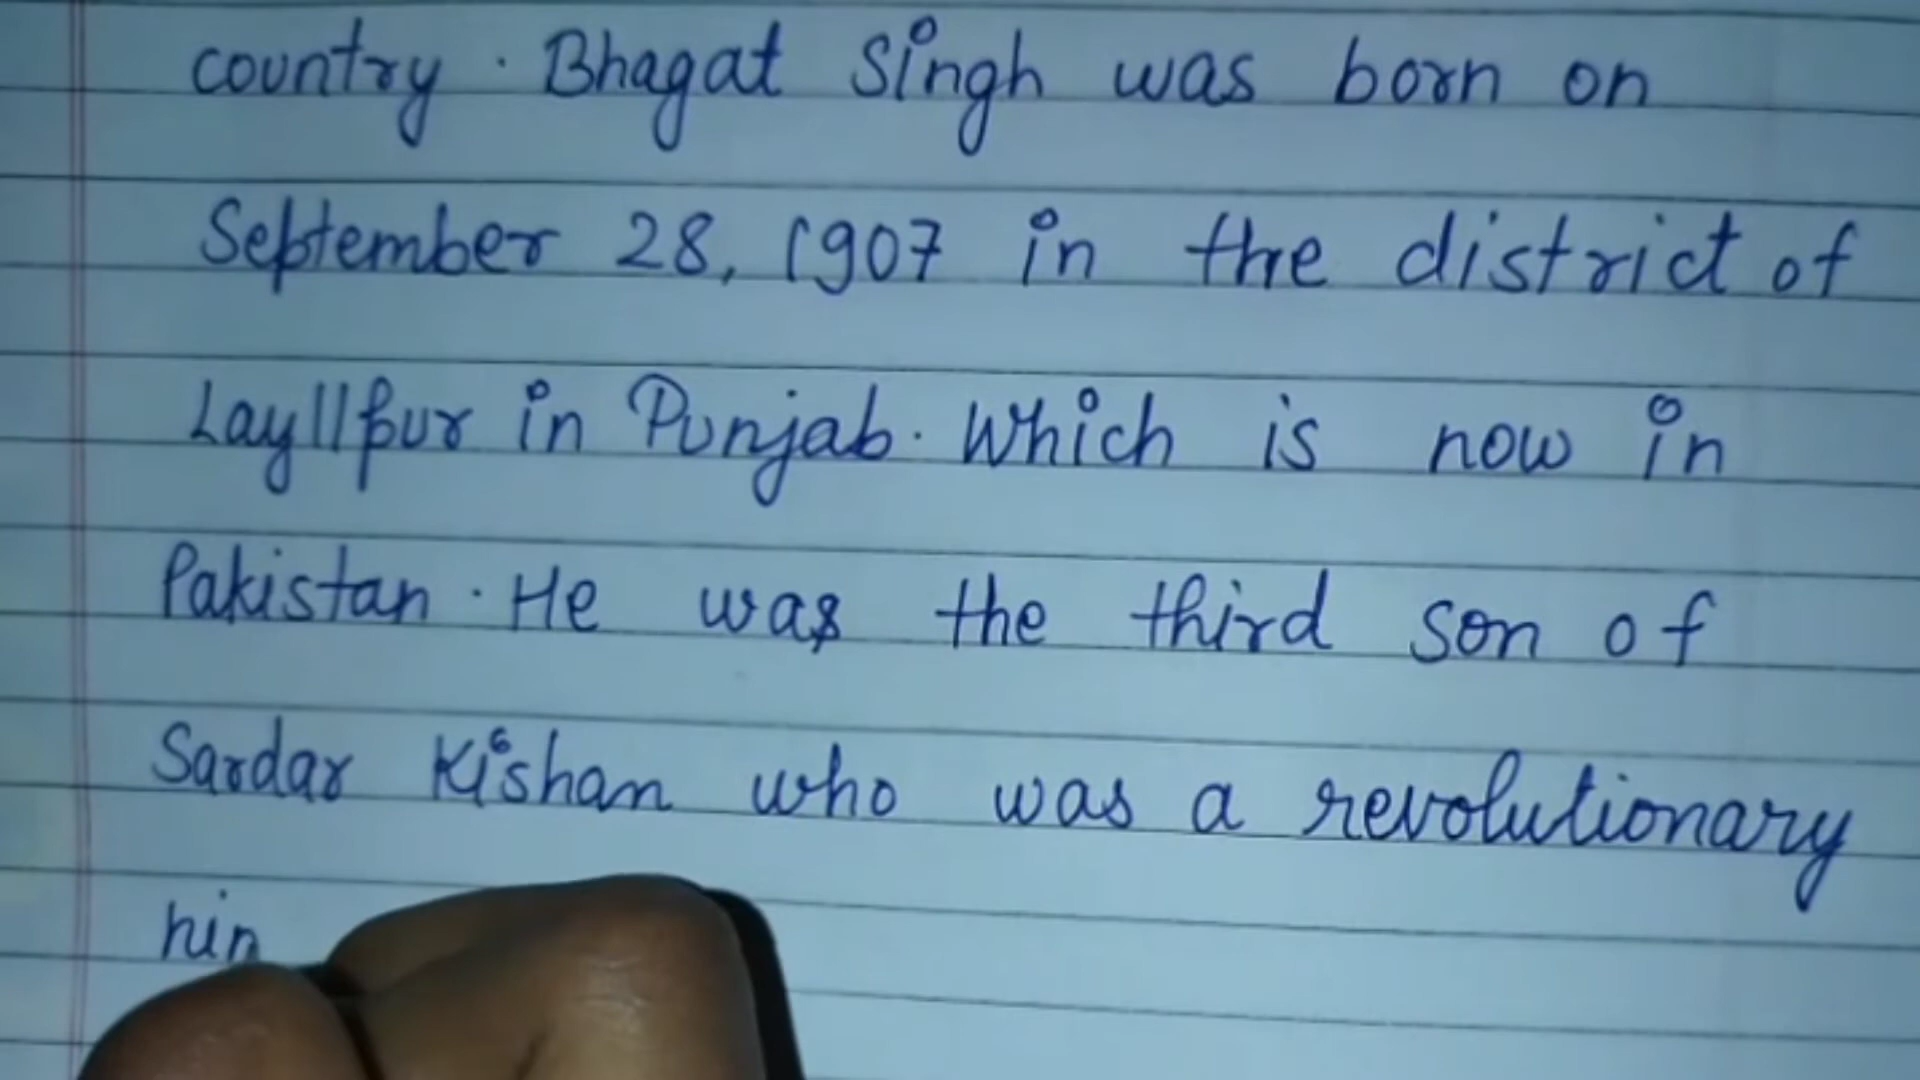 country. Bhagat Singh was born on
September 28, 1907 in the district of
Layllpur in Punjab. Which is now in
Pakistan. He was the third son of
Sardar Kishan who was a revolutionary